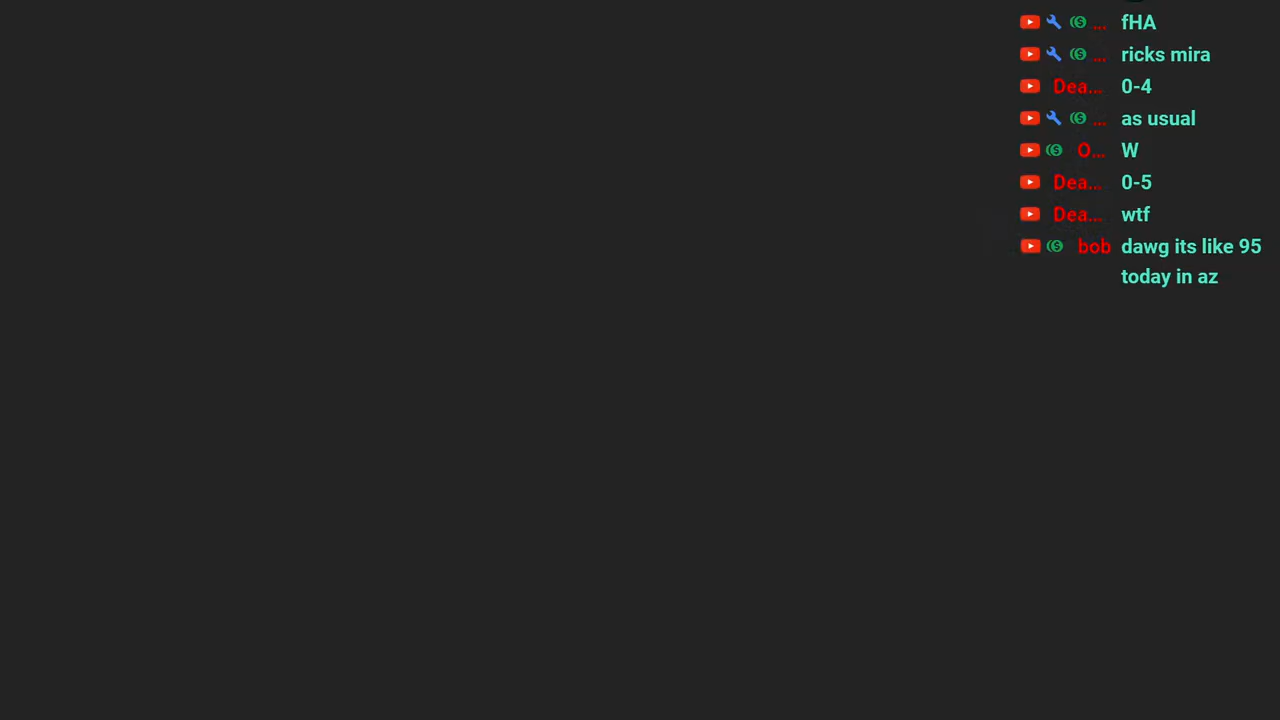 ... fHA
... ricks mira
Dea... 0-4
... as usual
O... W
Dea... 0-5
Dea... wtf
bob dawg its like 95
today in az